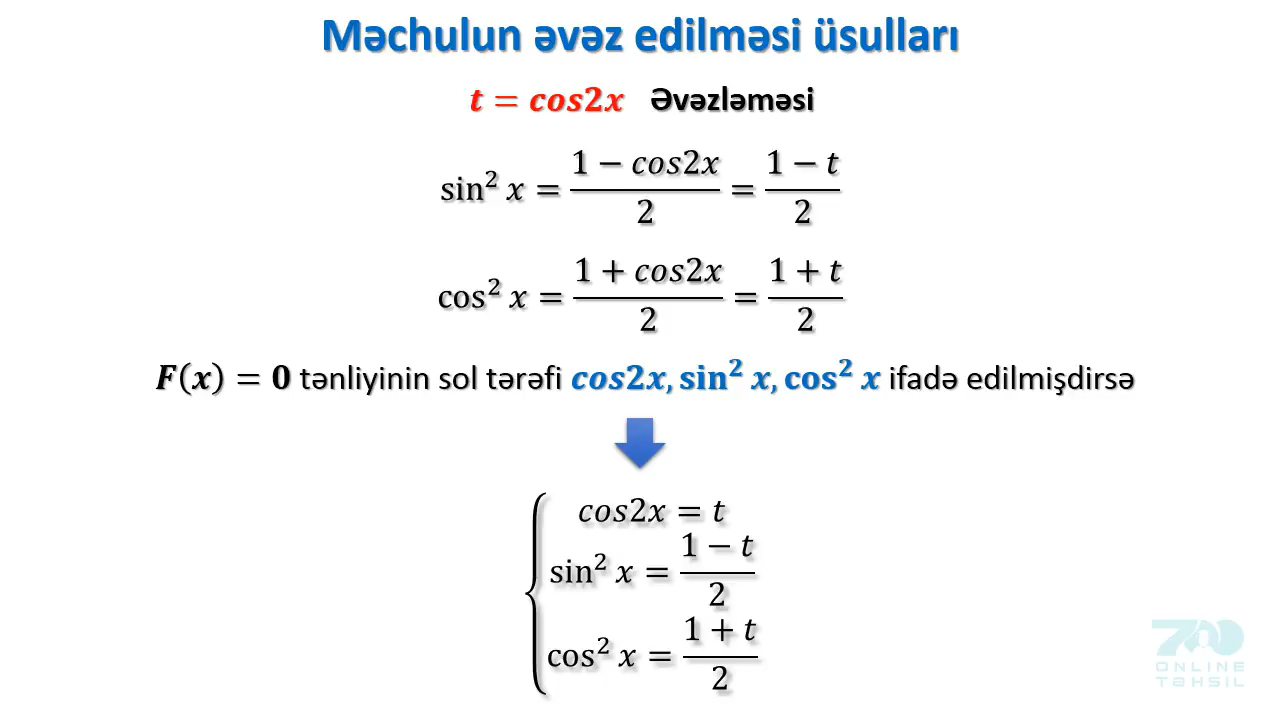 Məchulun əvəz edilməsi üsulları
t = cos2x Əvəzləməsi
sin² x = (1 − cos2x)/2 = (1 − t)/2
cos² x = (1 + cos2x)/2 = (1 + t)/2
F(x) = 0 tənliyinin sol tərəfi cos2x, sin² x, cos² x ifadə edilmişdirsə
cos2x = t
sin² x = (1 − t)/2
cos² x = (1 + t)/2
700
ONLINE
TƏHSIL